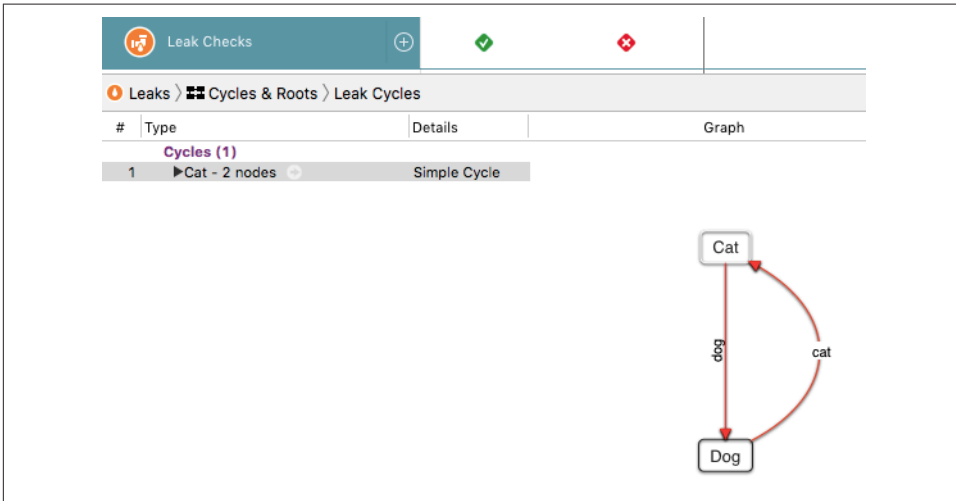 Leak Checks
Leaks 〉 Cycles & Roots 〉 Leak Cycles
# Type Details Graph
Cycles (1)
1 ▶Cat - 2 nodes Simple Cycle
Cat
dog
cat
Dog